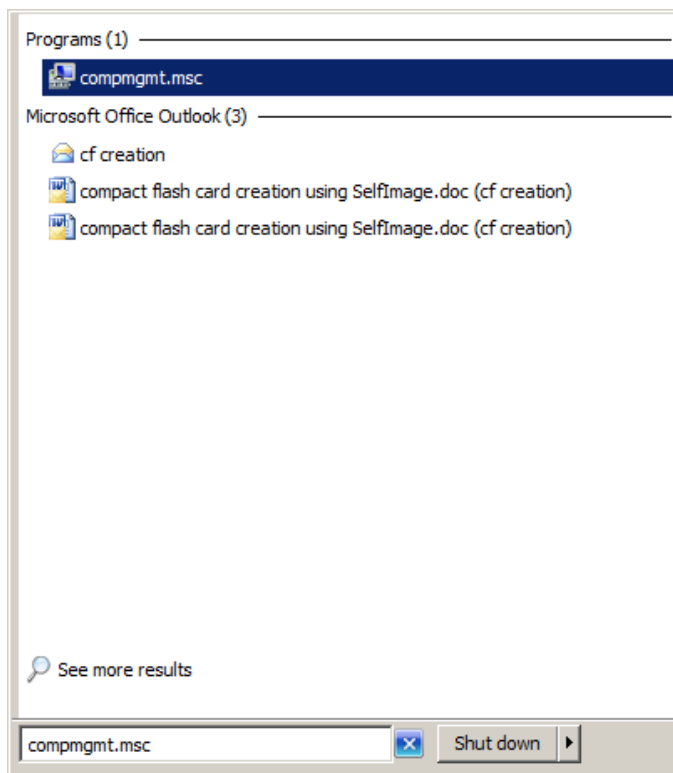 Programs (1)
compmgmt.msc
Microsoft Office Outlook (3)
cf creation
compact flash card creation using SelfImage.doc (cf creation)
compact flash card creation using SelfImage.doc (cf creation)
See more results
compmgmt.msc
Shut down